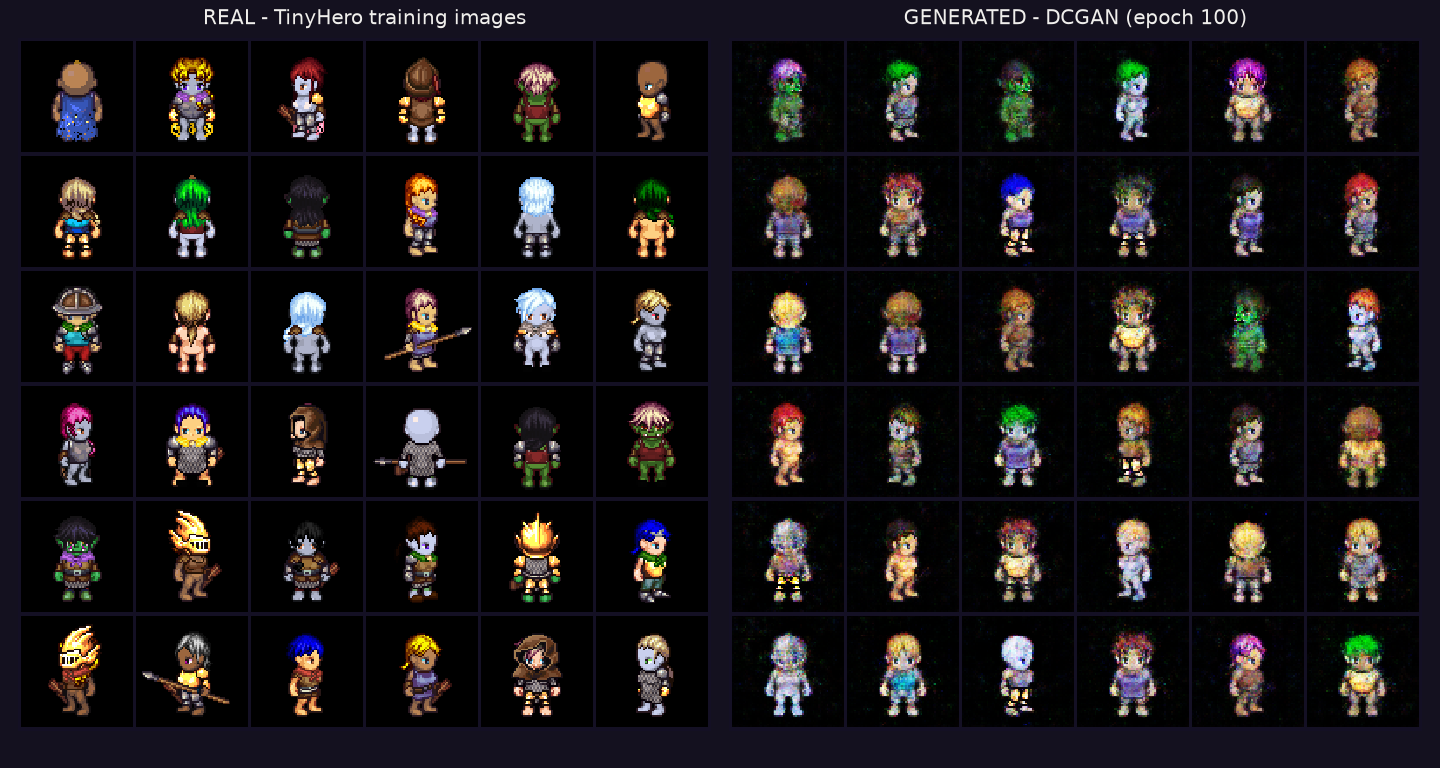 REAL - TinyHero training images
GENERATED - DCGAN (epoch 100)